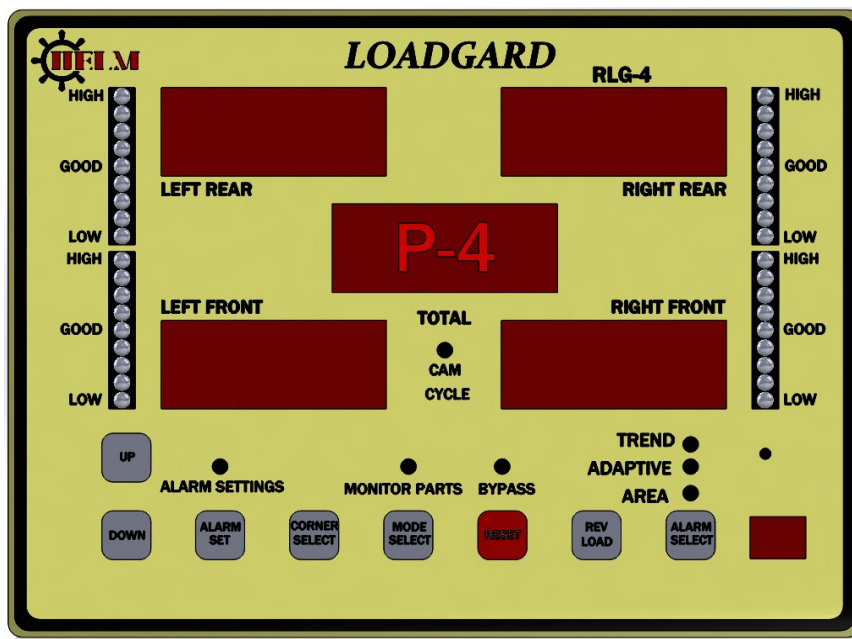 HELM
LOADGARD
RLG-4
HIGH
HIGH
GOOD
GOOD
LEFT REAR
RIGHT REAR
LOW
LOW
P-4
HIGH
HIGH
LEFT FRONT
RIGHT FRONT
TOTAL
GOOD
GOOD
CAM
CYCLE
LOW
LOW
UP
TREND
ADAPTIVE
AREA
ALARM SETTINGS
MONITOR PARTS
BYPASS
DOWN
ALARM
SET
CORNER
SELECT
MODE
SELECT
RESET
REV
LOAD
ALARM
SELECT